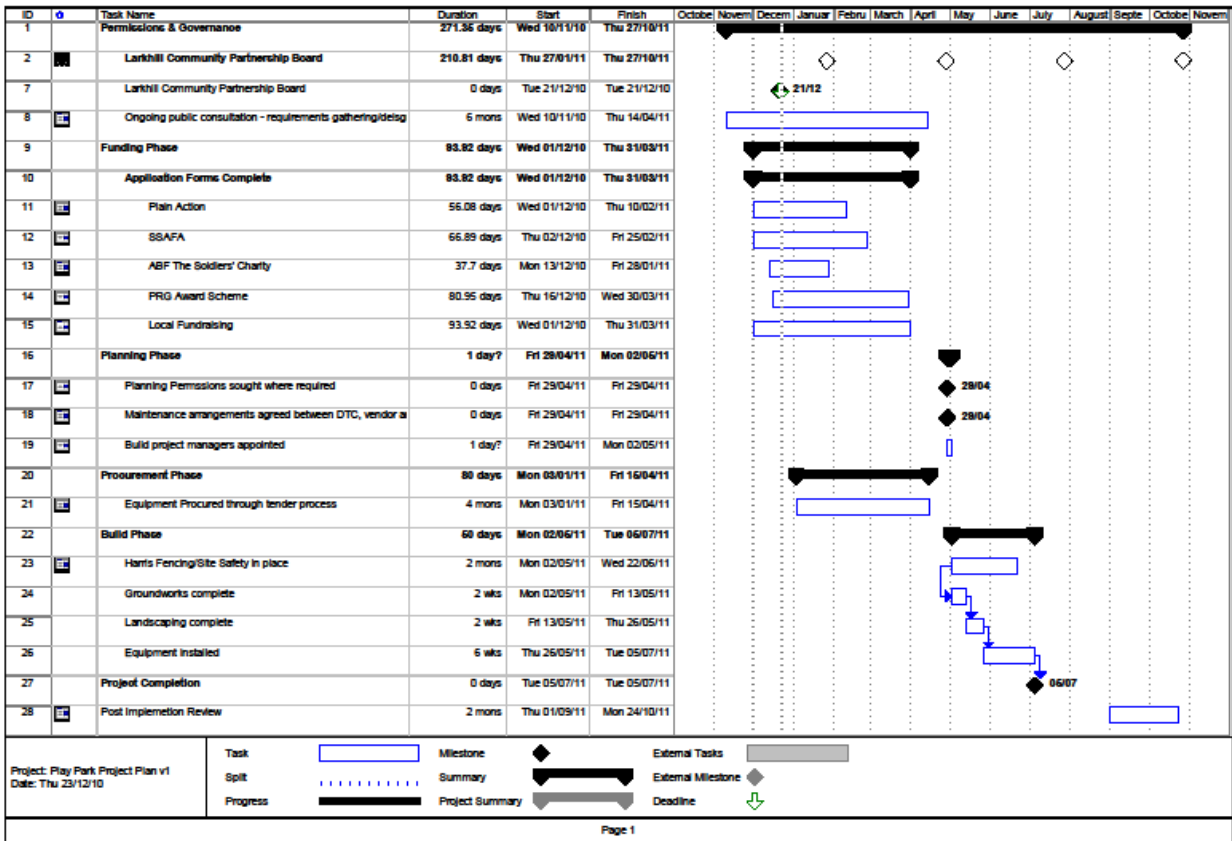 ID Task Name Duration Start Finish Octobe Novem Decem Januar Febru March April May June July August Septe Octobe Novem
1 Permissions & Governance 271.35 days Wed 10/11/10 Thu 27/10/11
2 Larkhill Community Partnership Board 210.81 days Thu 27/01/11 Thu 27/10/11
7 Larkhill Community Partnership Board 0 days Tue 21/12/10 Tue 21/12/10 21/12
8 Ongoing public consultation - requirements gathering/deisg 6 mons Wed 10/11/10 Thu 14/04/11
9 Funding Phase 93.92 days Wed 01/12/10 Thu 31/03/11
10 Application Forms Complete 93.92 days Wed 01/12/10 Thu 31/03/11
11 Plain Action 56.08 days Wed 01/12/10 Thu 10/02/11
12 SSAFA 66.89 days Thu 02/12/10 Fri 25/02/11
13 ABF The Soldiers' Charity 37.7 days Mon 13/12/10 Fri 28/01/11
14 PRG Award Scheme 80.95 days Thu 16/12/10 Wed 30/03/11
15 Local Fundraising 93.92 days Wed 01/12/10 Thu 31/03/11
16 Planning Phase 1 day? Fri 29/04/11 Mon 02/05/11
17 Planning Permssions sought where required 0 days Fri 29/04/11 Fri 29/04/11 29/04
18 Maintenance arrangements agreed between DTC, vendor a 0 days Fri 29/04/11 Fri 29/04/11 29/04
19 Build project managers appointed 1 day? Fri 29/04/11 Mon 02/05/11
20 Procurement Phase 80 days Mon 03/01/11 Fri 15/04/11
21 Equipment Procured through tender process 4 mons Mon 03/01/11 Fri 15/04/11
22 Build Phase 50 days Mon 02/05/11 Tue 05/07/11
23 Harris Fencing/Site Safety in place 2 mons Mon 02/05/11 Wed 22/06/11
24 Groundworks complete 2 wks Mon 02/05/11 Fri 13/05/11
25 Landscaping complete 2 wks Fri 13/05/11 Thu 26/05/11
26 Equipment Installed 6 wks Thu 26/05/11 Tue 05/07/11
27 Project Completion 0 days Tue 05/07/11 Tue 05/07/11 05/07
28 Post Implemetion Review 2 mons Thu 01/09/11 Mon 24/10/11
Project: Play Park Project Plan v1
Date: Thu 23/12/10
Task Milestone External Tasks
Split Summary External Milestone
Progress Project Summary Deadline
Page 1